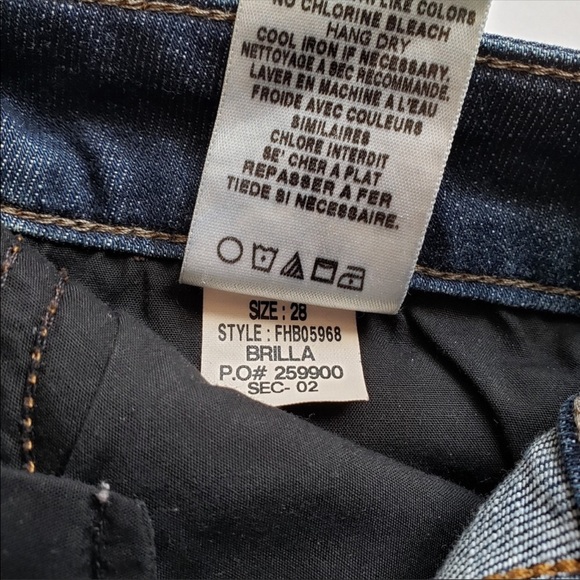 LIKE COLORS
NO CHLORINE BLEACH
HANG DRY
COOL IRON IF NECESSARY.
NETTOYAGE A SEC RECOMMANDÉ.
LAVER EN MACHINE À L'EAU
FROIDE AVEC COULEURS
SIMILAIRES
CHLORE INTERDIT
SE' CHER A PLAT
REPASSER A FER
TIEDE SI NECESSAIRE.
SIZE : 28
STYLE : FHB05968
BRILLA
P.O# 259900
SEC- 02